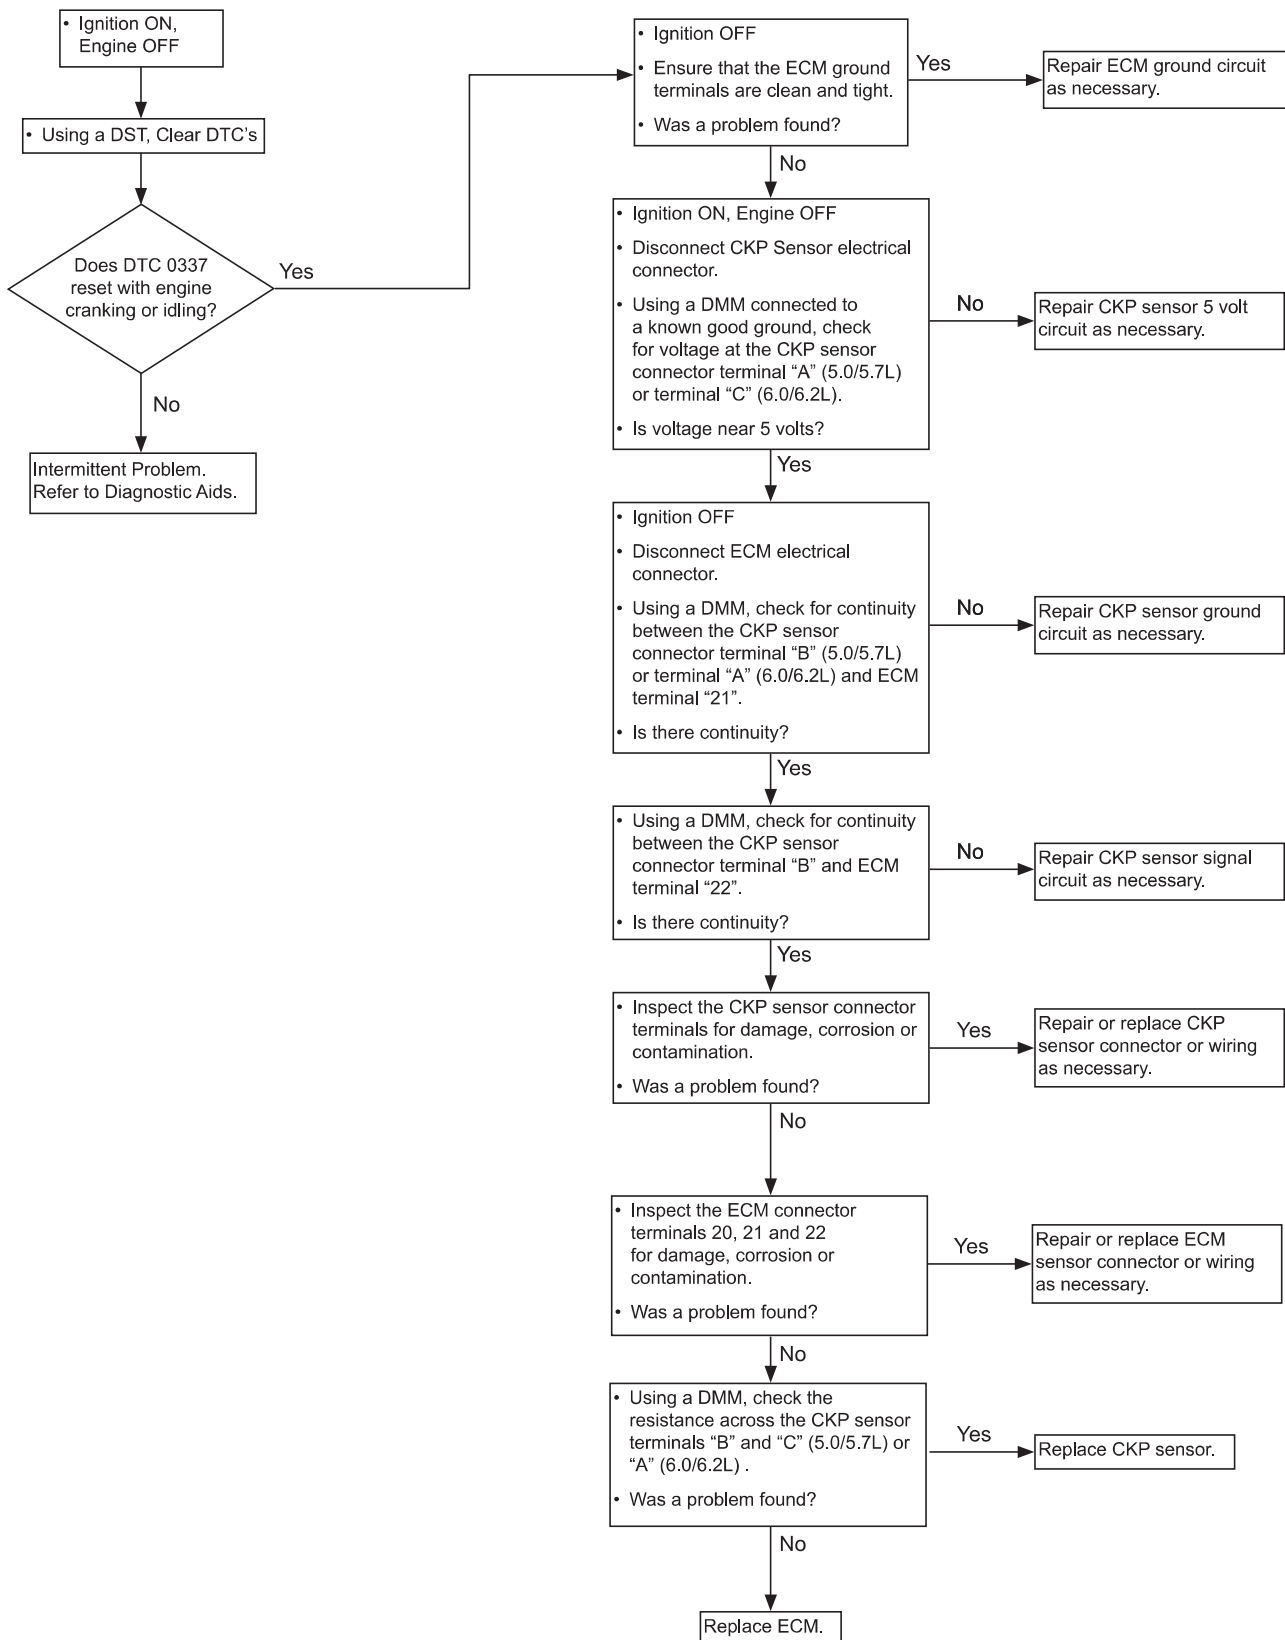 • Ignition ON,
Engine OFF
• Using a DST, Clear DTC's
Does DTC 0337
reset with engine
cranking or idling?
Yes
No
Intermittent Problem.
Refer to Diagnostic Aids.
• Ignition OFF
• Ensure that the ECM ground
terminals are clean and tight.
• Was a problem found?
Yes
Repair ECM ground circuit
as necessary.
No
• Ignition ON, Engine OFF
• Disconnect CKP Sensor electrical
connector.
• Using a DMM connected to
a known good ground, check
for voltage at the CKP sensor
connector terminal “A” (5.0/5.7L)
or terminal “C” (6.0/6.2L).
• Is voltage near 5 volts?
No
Repair CKP sensor 5 volt
circuit as necessary.
Yes
• Ignition OFF
• Disconnect ECM electrical
connector.
• Using a DMM, check for continuity
between the CKP sensor
connector terminal “B” (5.0/5.7L)
or terminal “A” (6.0/6.2L) and ECM
terminal “21”.
• Is there continuity?
No
Repair CKP sensor ground
circuit as necessary.
Yes
• Using a DMM, check for continuity
between the CKP sensor
connector terminal “B” and ECM
terminal “22”.
• Is there continuity?
No
Repair CKP sensor signal
circuit as necessary.
Yes
• Inspect the CKP sensor connector
terminals for damage, corrosion or
contamination.
• Was a problem found?
Yes
Repair or replace CKP
sensor connector or wiring
as necessary.
No
• Inspect the ECM connector
terminals 20, 21 and 22
for damage, corrosion or
contamination.
• Was a problem found?
Yes
Repair or replace ECM
sensor connector or wiring
as necessary.
No
• Using a DMM, check the
resistance across the CKP sensor
terminals “B” and “C” (5.0/5.7L) or
“A” (6.0/6.2L) .
• Was a problem found?
Yes
Replace CKP sensor.
No
Replace ECM.